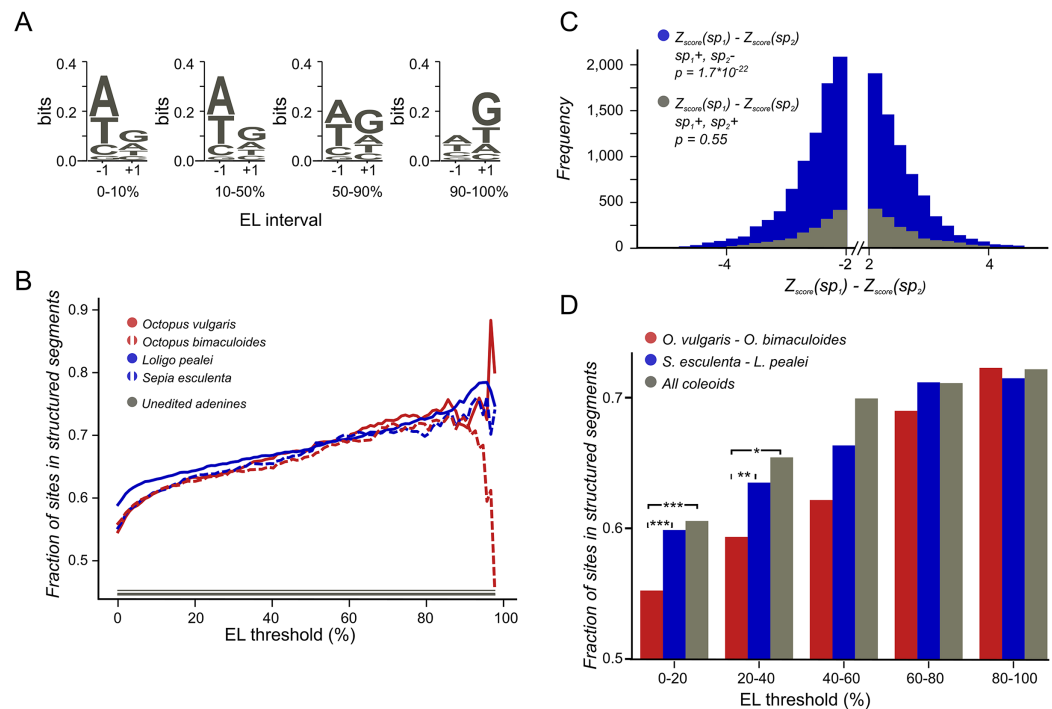 A
0.4
0.2
0.0
bits
A
T
C
G
G
A
T
C
-1 +1
0-10%
0.4
0.2
0.0
bits
A
T
C
G
G
A
T
C
-1 +1
10-50%
0.4
0.2
0.0
bits
A
T
C
G
G
A
T
C
-1 +1
50-90%
0.4
0.2
0.0
bits
A
T
C
G
T
A
C
-1 +1
90-100%
EL interval
B
Fraction of sites in structured segments
0.9
0.8
0.7
0.6
0.5
Octopus vulgaris
Octopus bimaculoides
Loligo pealei
Sepia esculenta
Unedited adenines
0 20 40 60 80 100
EL threshold (%)
C
Frequency
2,000
1,500
1,000
500
0
Zscore(sp1) - Zscore(sp2)
sp1+, sp2-
p = 1.7*10-22
Zscore(sp1) - Zscore(sp2)
sp1+, sp2+
p = 0.55
-4 -2 // 2 4
Zscore(sp1) - Zscore(sp2)
D
Fraction of sites in structured segments
0.7
0.6
0.5
O. vulgaris - O. bimaculoides
S. esculenta - L. pealei
All coleoids
***
***
*
**
0-20 20-40 40-60 60-80 80-100
EL threshold (%)